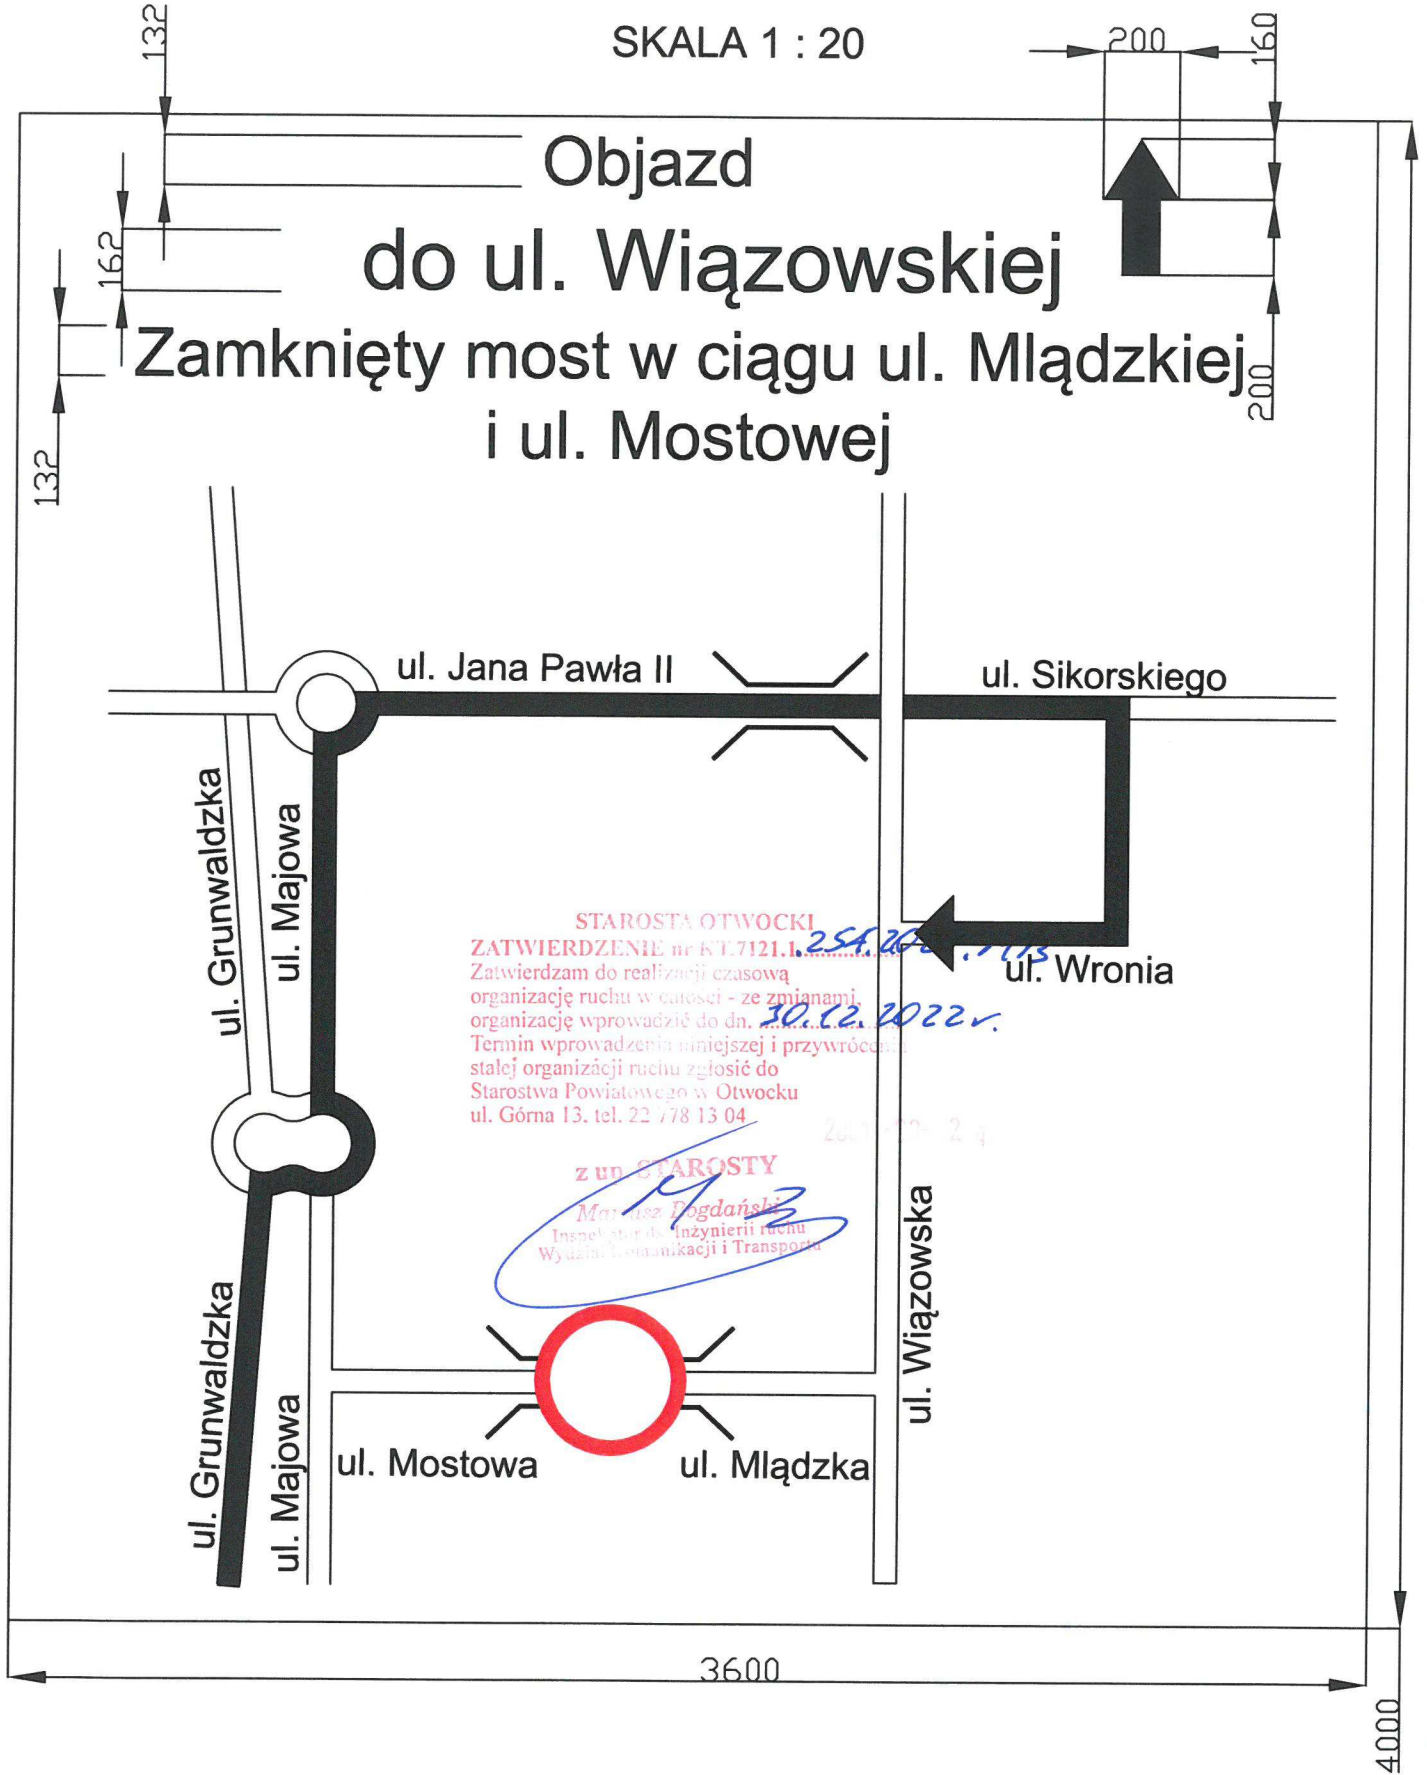 SKALA 1 : 20
132
200
160
Objazd
162
do ul. Wiązowskiej
Zamknięty most w ciągu ul. Mlądzkiej
200
132
i ul. Mostowej
ul. Jana Pawła II
ul. Sikorskiego
ul. Grunwaldzka
ul. Majowa
STAROSTA OTWOCKI
ZATWIERDZENIE nr KT.7121.1.254.
Zatwierdzam do realizacji czasową
organizację ruchu w całości - ze zmianami,
organizację wprowadzić do dn. 30.12.2022 r.
Termin wprowadzenia niniejszej i przywrócenia
stałej organizacji ruchu zgłosić do
Starostwa Powiatowego w Otwocku
ul. Górna 13, tel. 22 778 13 04
ul. Wronia
z up. STAROSTY
Bogdański
Inżynierii ruchu
Komunikacji i Transportu
ul. Wiązowska
ul. Grunwaldzka
ul. Majowa
ul. Mostowa
ul. Mlądzka
3600
4000